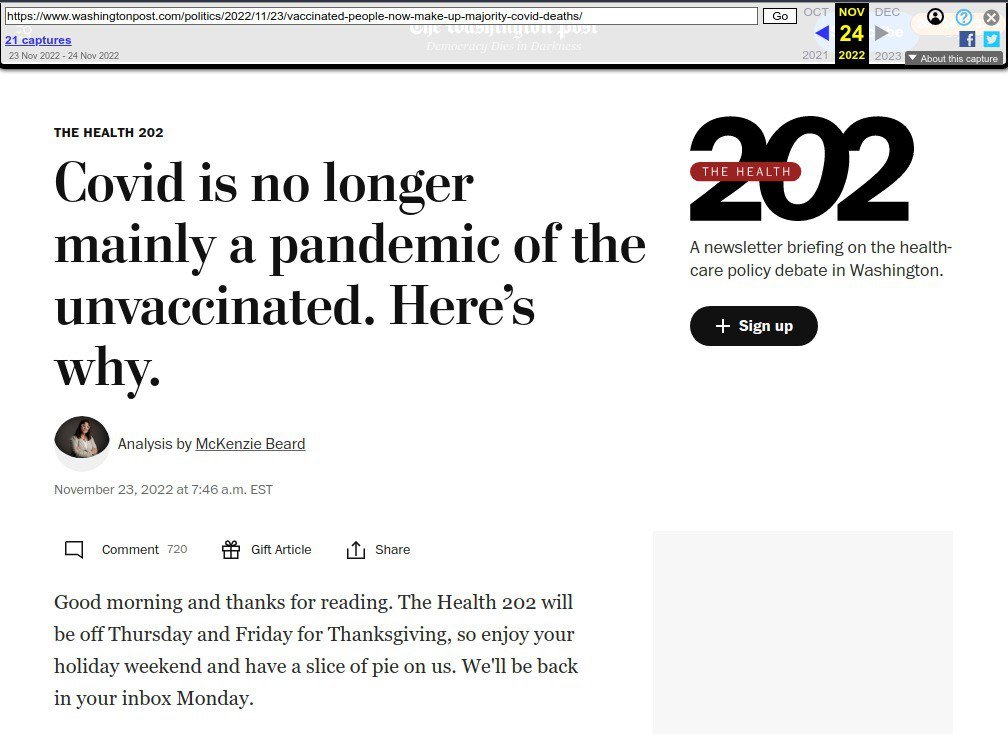 https://www.washingtonpost.com/politics/2022/11/23/vaccinated-people-now-make-up-majority-covid-deaths/
Go
OCT NOV DEC
21 captures
24
23 Nov 2022 - 24 Nov 2022
2021 2022 2023
About this capture
The Washington Post
Democracy Dies in Darkness
THE HEALTH 202
Covid is no longer
mainly a pandemic of the
unvaccinated. Here’s
why.
Analysis by McKenzie Beard
November 23, 2022 at 7:46 a.m. EST
Comment 720 Gift Article Share
Good morning and thanks for reading. The Health 202 will
be off Thursday and Friday for Thanksgiving, so enjoy your
holiday weekend and have a slice of pie on us. We'll be back
in your inbox Monday.
202
THE HEALTH
A newsletter briefing on the health-
care policy debate in Washington.
+ Sign up